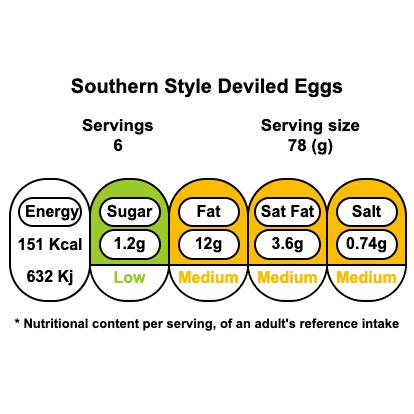 Southern Style Deviled Eggs
Servings Serving size
6 78 (g)
Energy Sugar Fat Sat Fat Salt
151 Kcal 1.2g 12g 3.6g 0.74g
632 Kj Low Medium Medium Medium
* Nutritional content per serving, of an adult's reference intake